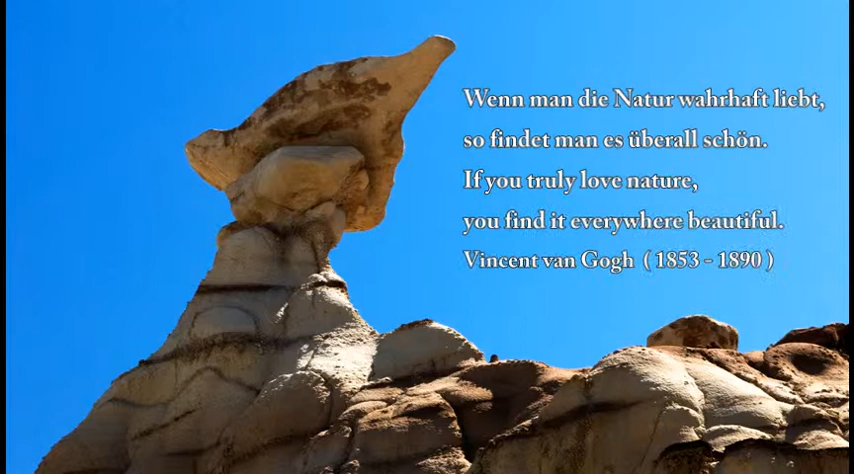 Wenn man die Natur wahrhaft liebt,
so findet man es überall schön.
If you truly love nature,
you find it everywhere beautiful.
Vincent van Gogh ( 1853 - 1890 )